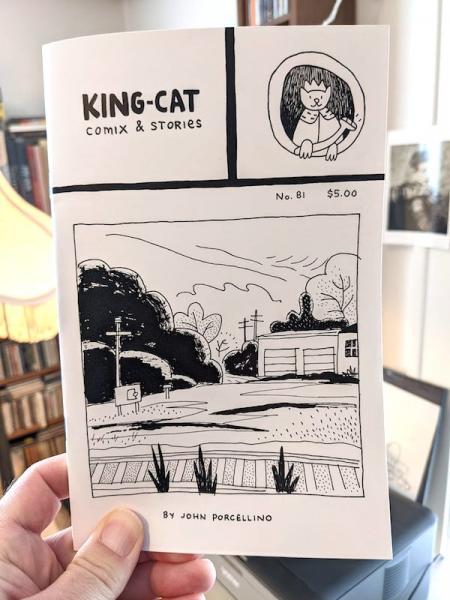 KING-CAT
COMIX & STORIES
No. 81 $5.00
BY JOHN PORCELLINO